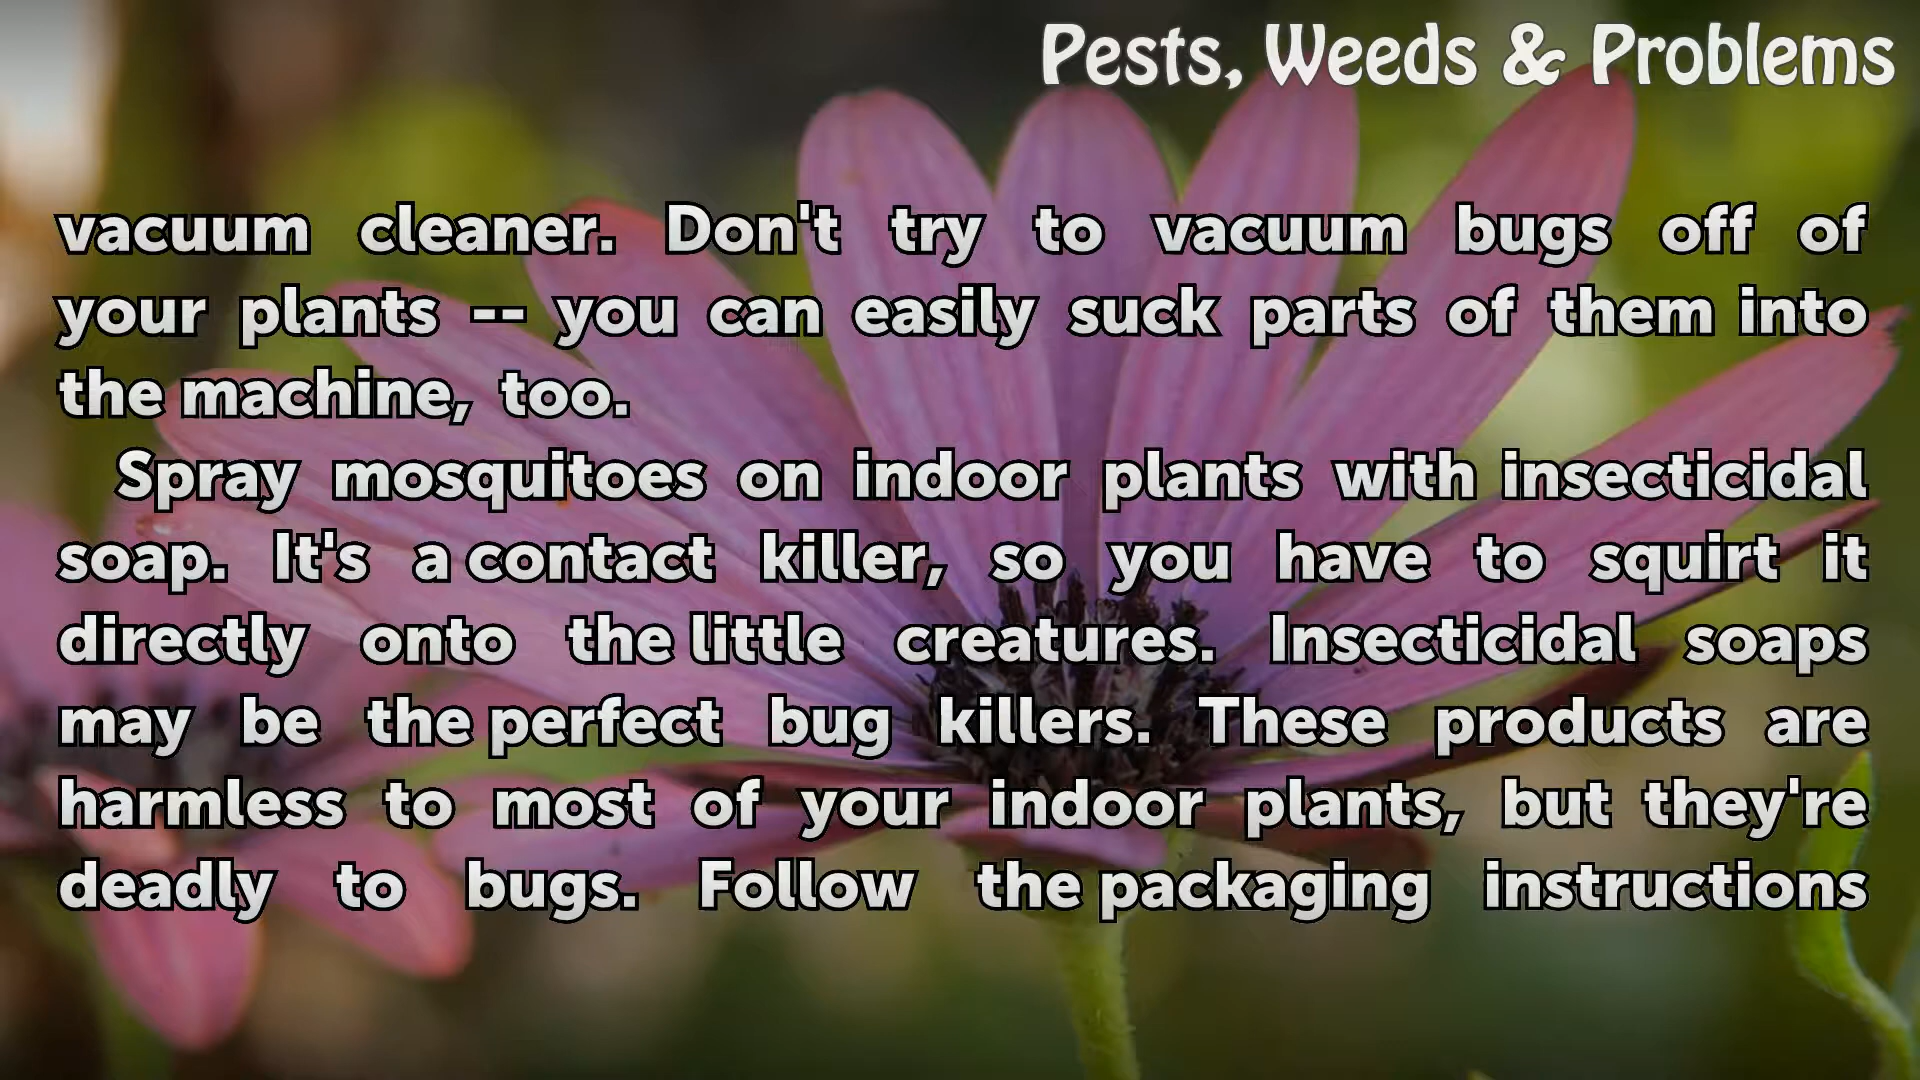 Pests, Weeds & Problems
vacuum cleaner. Don't try to vacuum bugs off of
your plants -- you can easily suck parts of them into
the machine, too.
Spray mosquitoes on indoor plants with insecticidal
soap. It's a contact killer, so you have to squirt it
directly onto the little creatures. Insecticidal soaps
may be the perfect bug killers. These products are
harmless to most of your indoor plants, but they're
deadly to bugs. Follow the packaging instructions